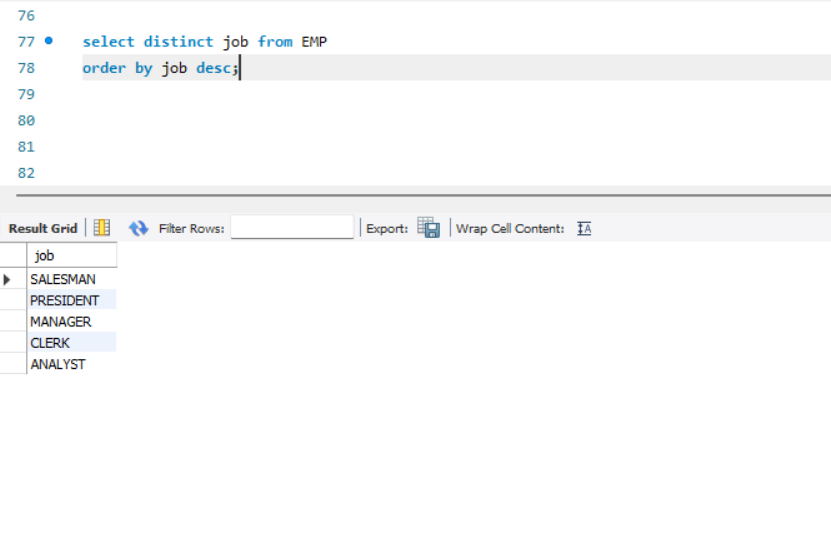 76
77 select distinct job from EMP
78 order by job desc;
79
80
81
82
Result Grid Filter Rows: Export: Wrap Cell Content: IA
job
SALESMAN
PRESIDENT
MANAGER
CLERK
ANALYST